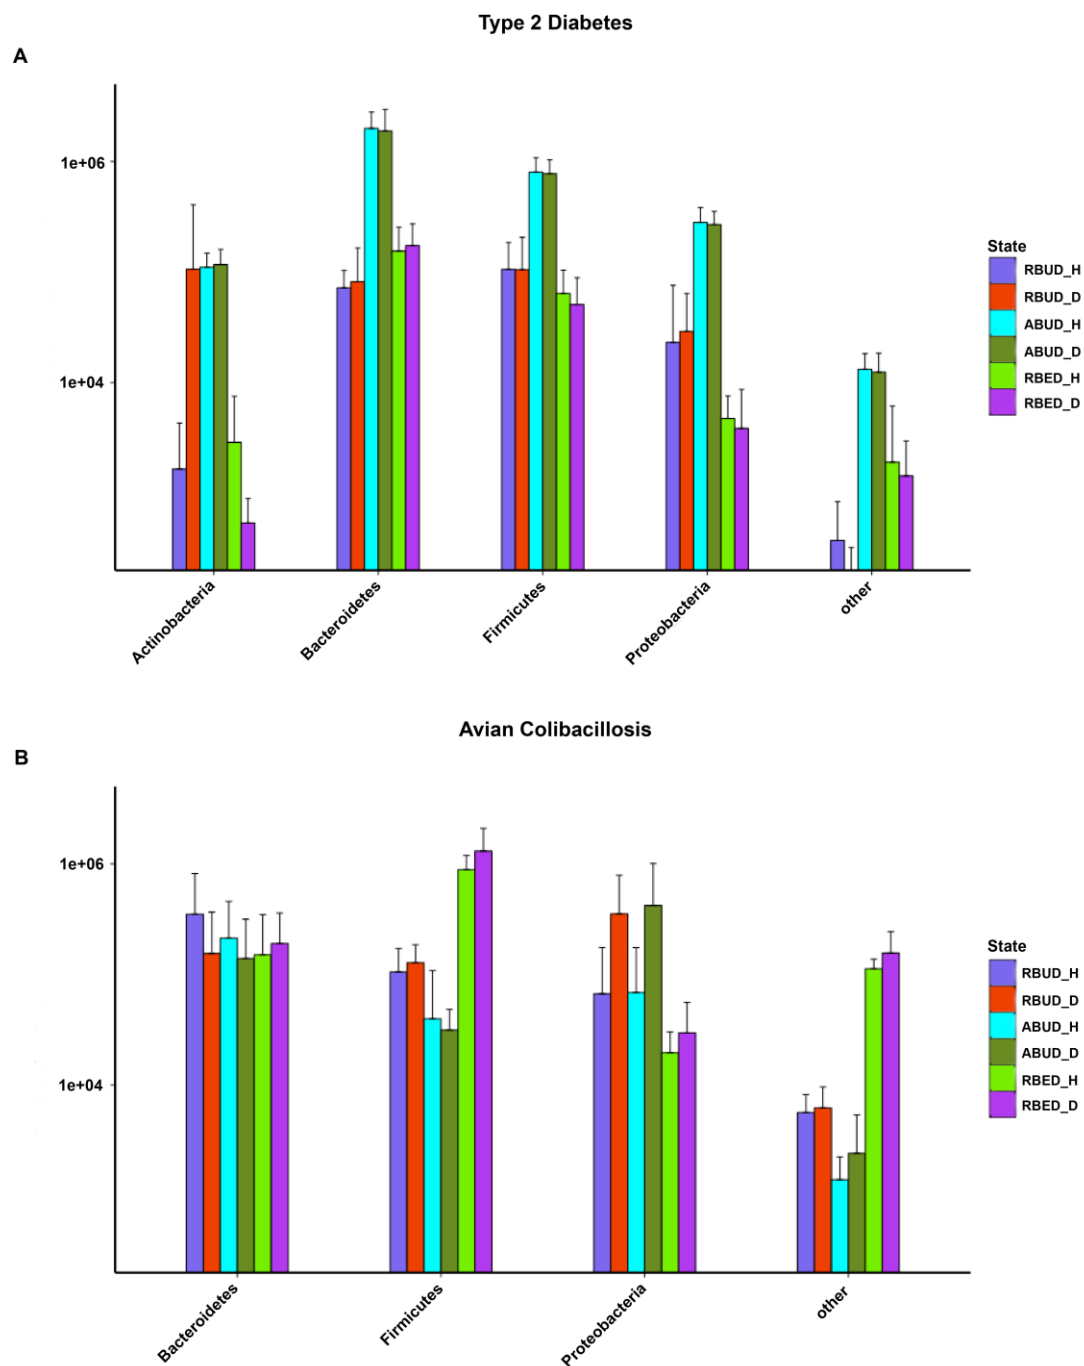 Type 2 Diabetes
A
1e+06
1e+04
State
RBUD_H
RBUD_D
ABUD_H
ABUD_D
RBED_H
RBED_D
Actinobacteria
Bacteroidetes
Firmicutes
Proteobacteria
other
Avian Colibacillosis
B
1e+06
1e+04
State
RBUD_H
RBUD_D
ABUD_H
ABUD_D
RBED_H
RBED_D
Bacteroidetes
Firmicutes
Proteobacteria
other